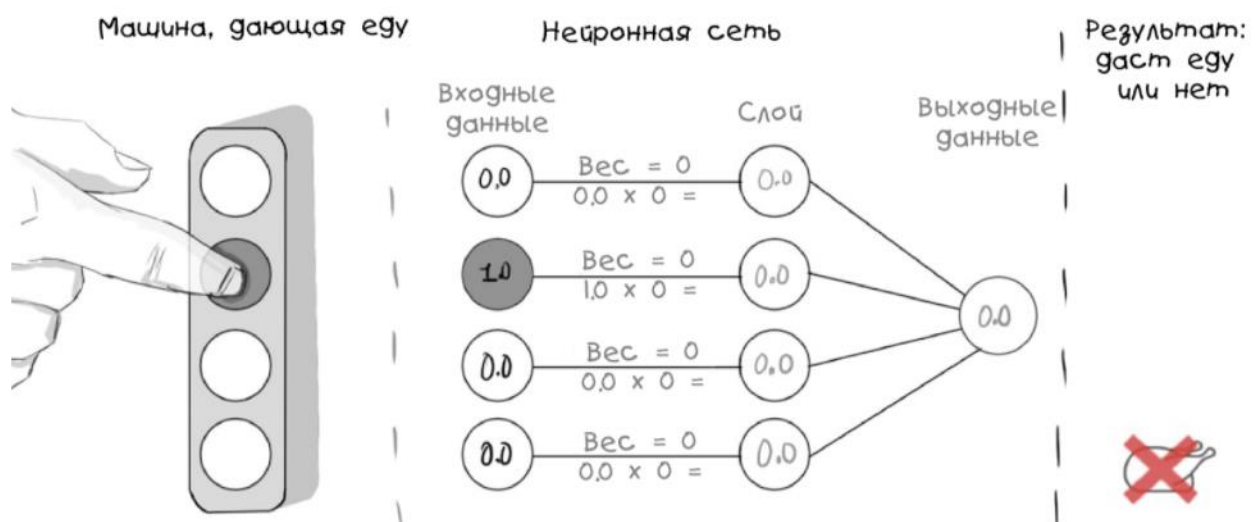 Машина, дающая еду
Нейронная сеть
Результат:
даст еду
или нет
Входные
данные
Слой
Выходные
данные
0.0
Вес = 0
0.0 x 0 =
0.0
1.0
Вес = 0
1.0 x 0 =
0.0
0.0
0.0
Вес = 0
0.0 x 0 =
0.0
0.0
Вес = 0
0.0 x 0 =
0.0